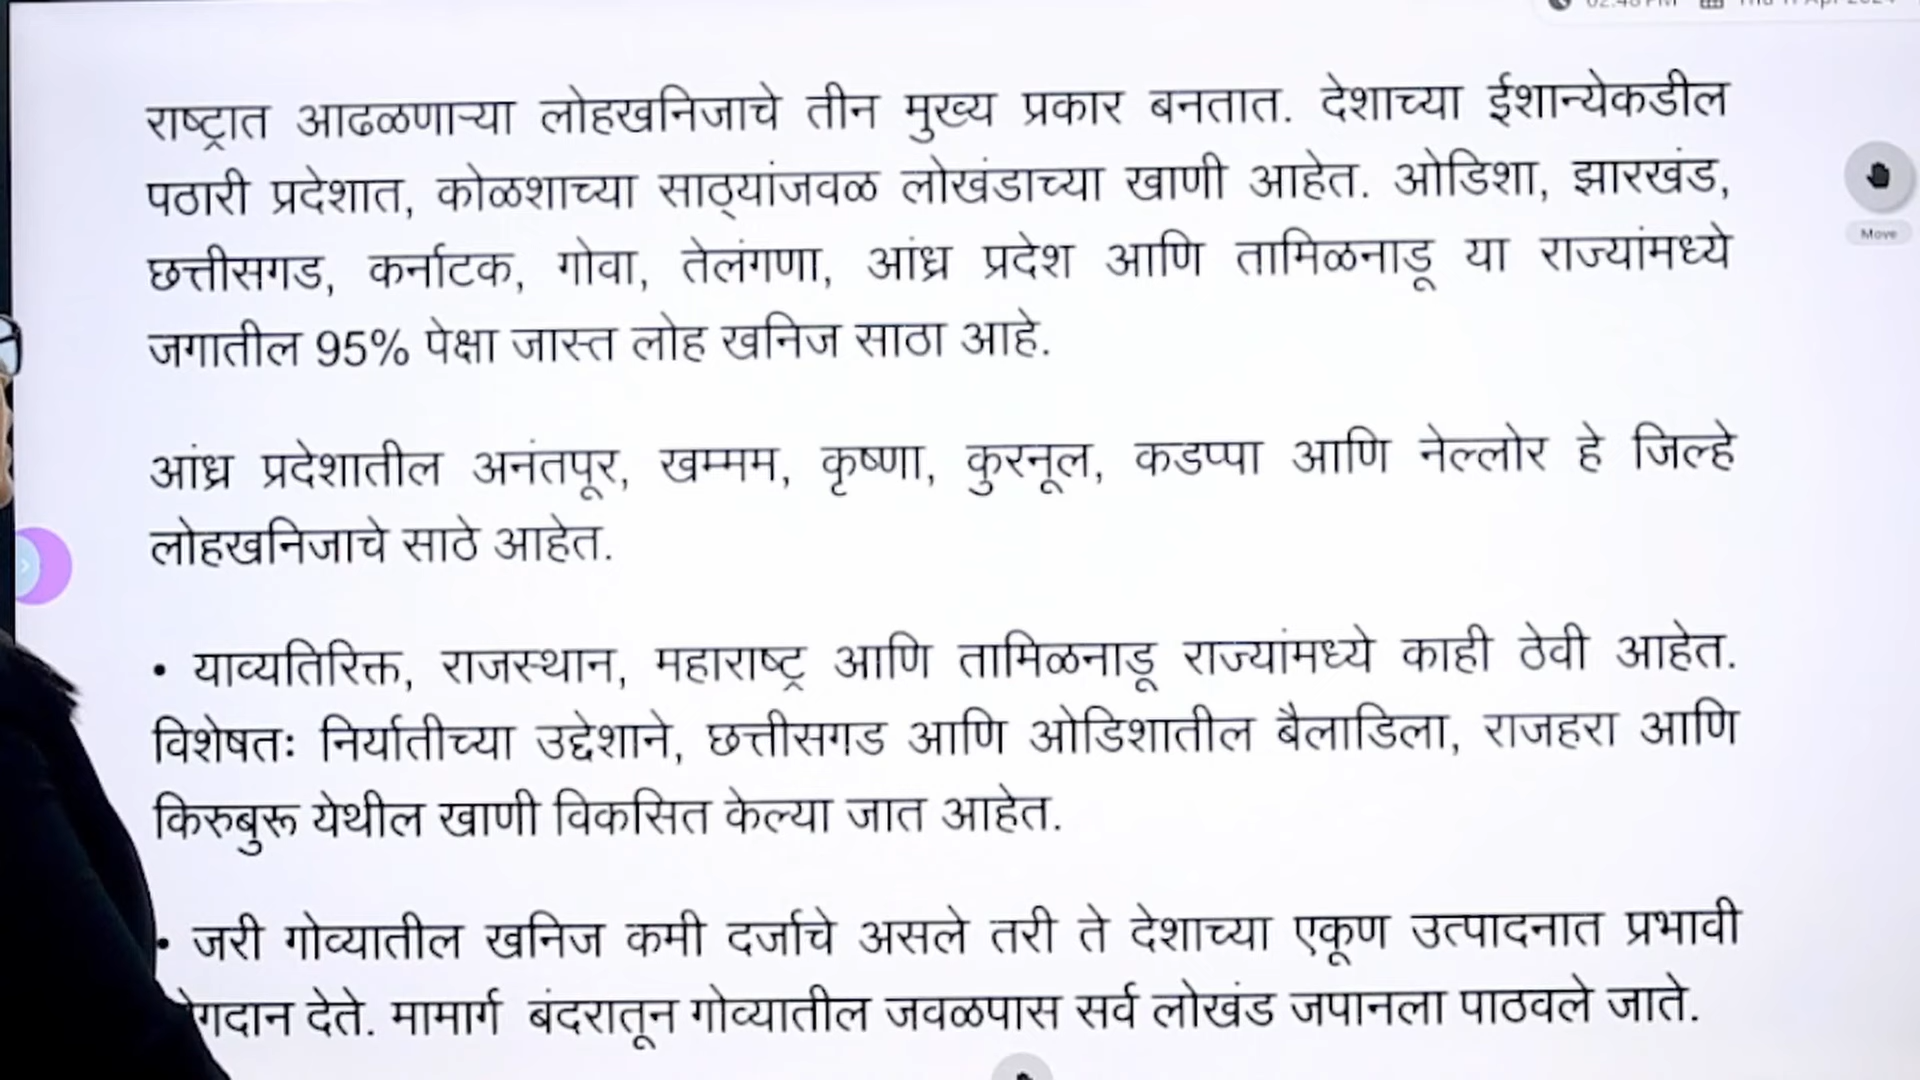 राष्ट्रात आढळणाऱ्या लोहखनिजाचे तीन मुख्य प्रकार बनतात. देशाच्या ईशान्येकडील
पठारी प्रदेशात, कोळशाच्या साठ्यांजवळ लोखंडाच्या खाणी आहेत. ओडिशा, झारखंड,
छत्तीसगड, कर्नाटक, गोवा, तेलंगणा, आंध्र प्रदेश आणि तामिळनाडू या राज्यांमध्ये
जगातील 95% पेक्षा जास्त लोह खनिज साठा आहे.
Move
आंध्र प्रदेशातील अनंतपूर, खम्मम, कृष्णा, कुरनूल, कडप्पा आणि नेल्लोर हे जिल्हे
लोहखनिजाचे साठे आहेत.
• याव्यतिरिक्त, राजस्थान, महाराष्ट्र आणि तामिळनाडू राज्यांमध्ये काही ठेवी आहेत.
विशेषतः निर्यातीच्या उद्देशाने, छत्तीसगड आणि ओडिशातील बैलाडिला, राजहरा आणि
किरुबुरू येथील खाणी विकसित केल्या जात आहेत.
• जरी गोव्यातील खनिज कमी दर्जाचे असले तरी ते देशाच्या एकूण उत्पादनात प्रभावी
देते. मामार्ग बंदरातून गोव्यातील जवळपास सर्व लोखंड जपानला पाठवले जाते.